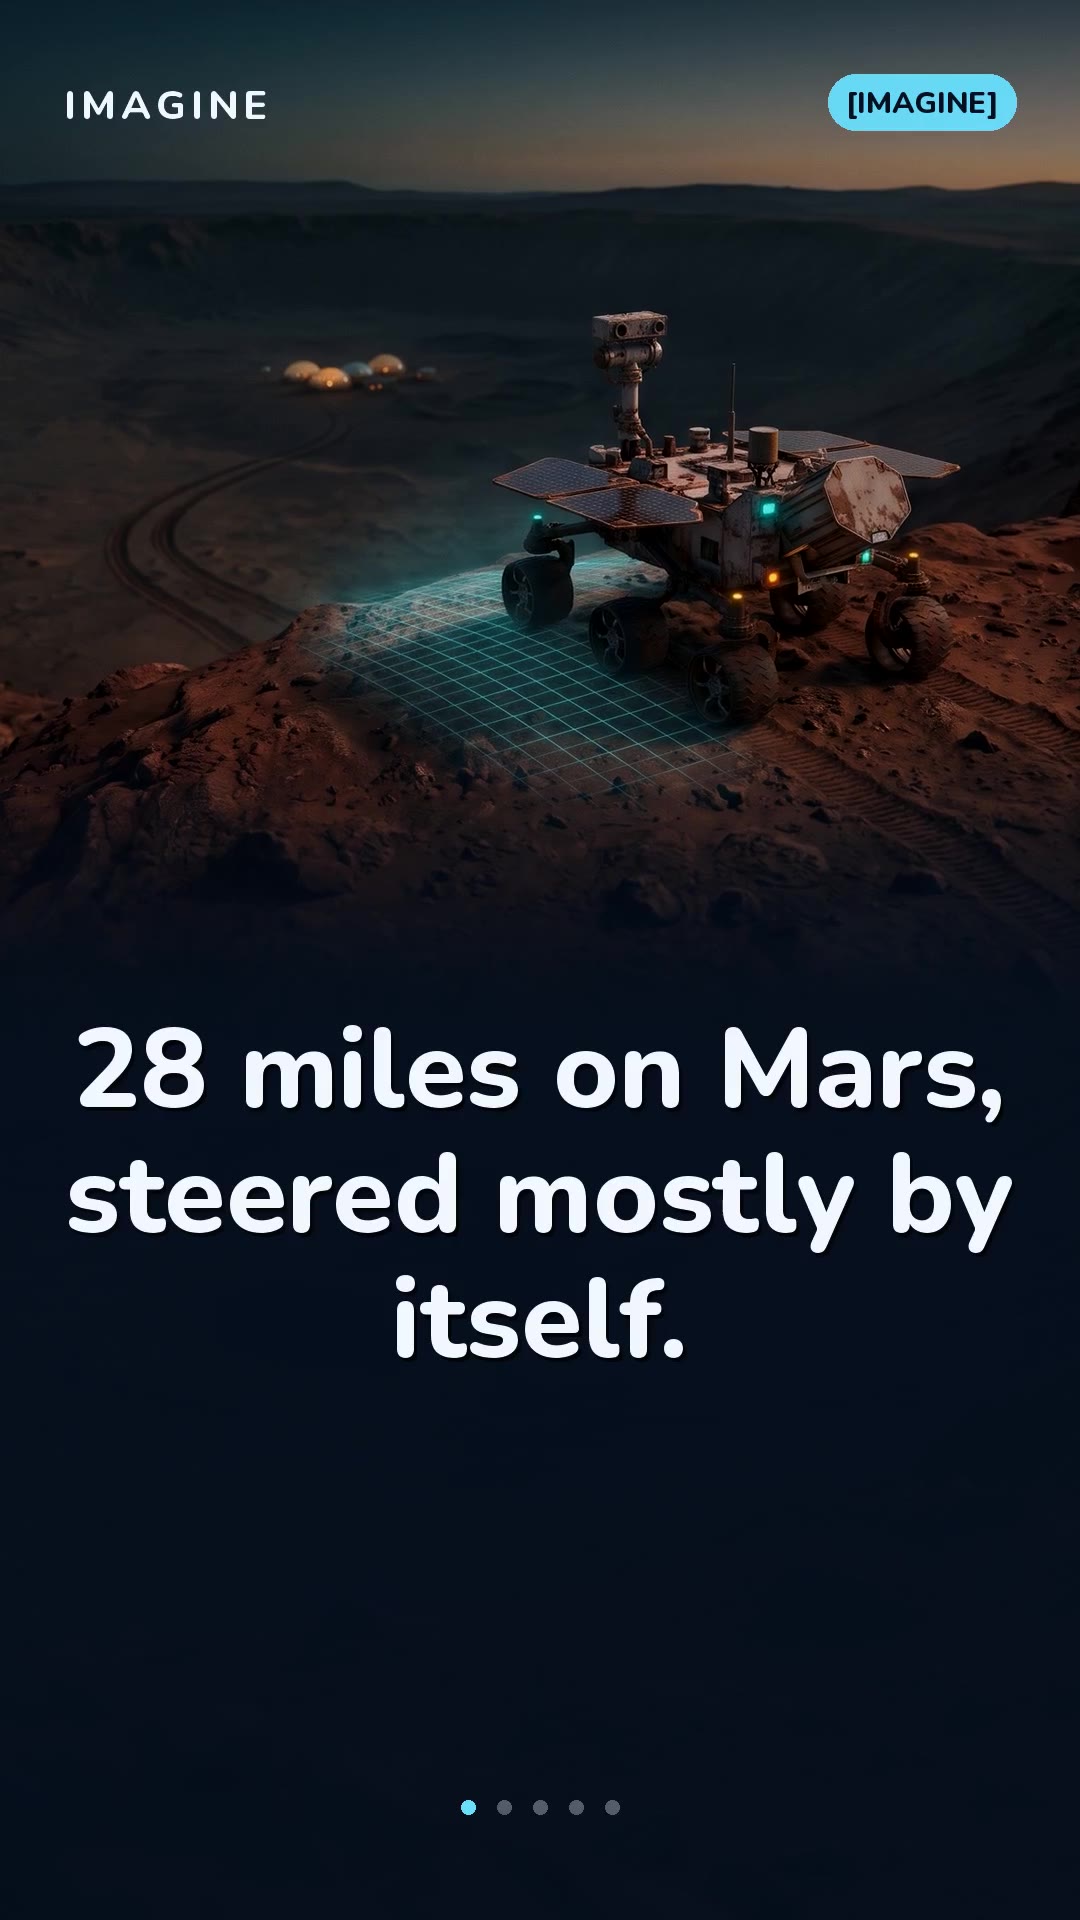 IMAGINE
[IMAGINE]
28 miles on Mars,
steered mostly by
itself.